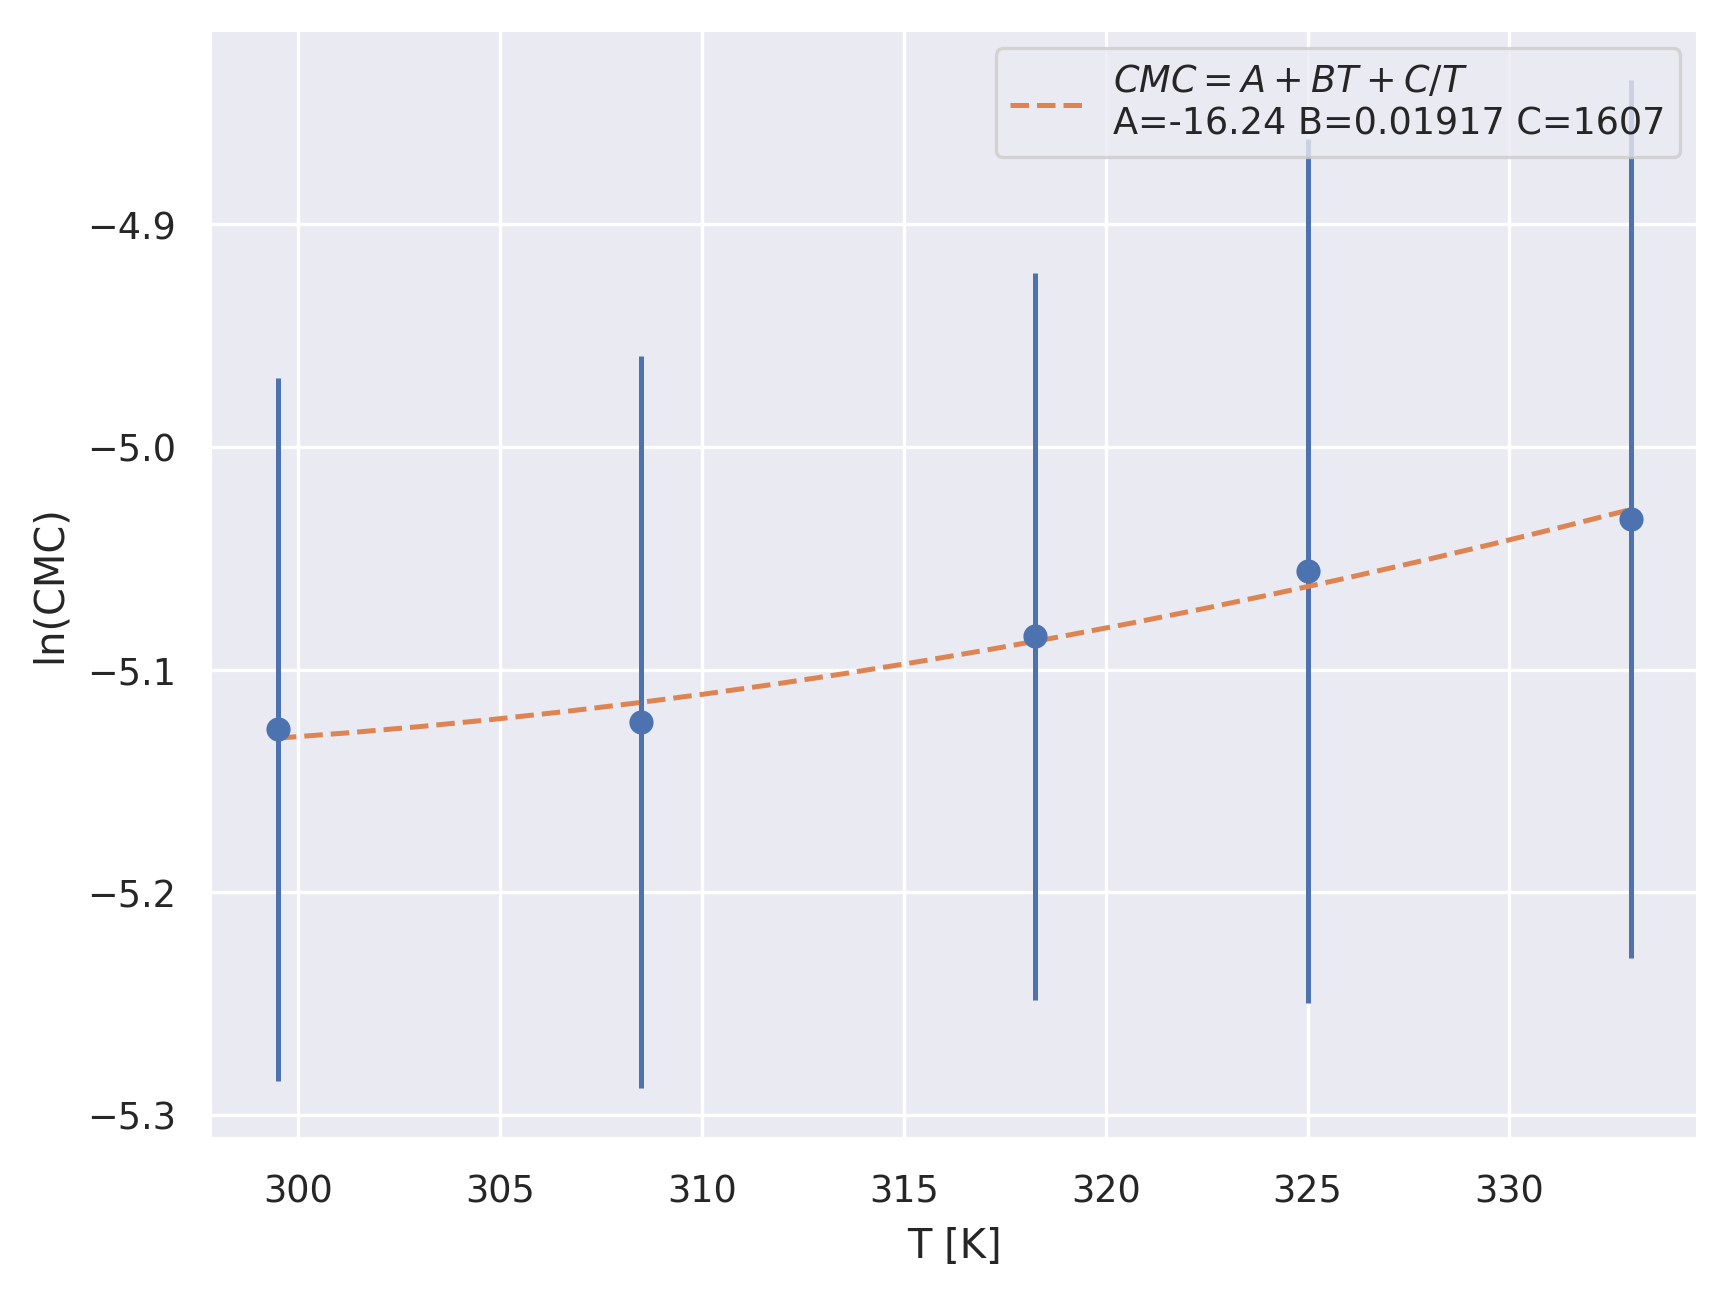 CMC = A + BT + C/T
A=-16.24 B=0.01917 C=1607
−4.9
−5.0
−5.1
−5.2
−5.3
ln(CMC)
300 305 310 315 320 325 330
T [K]